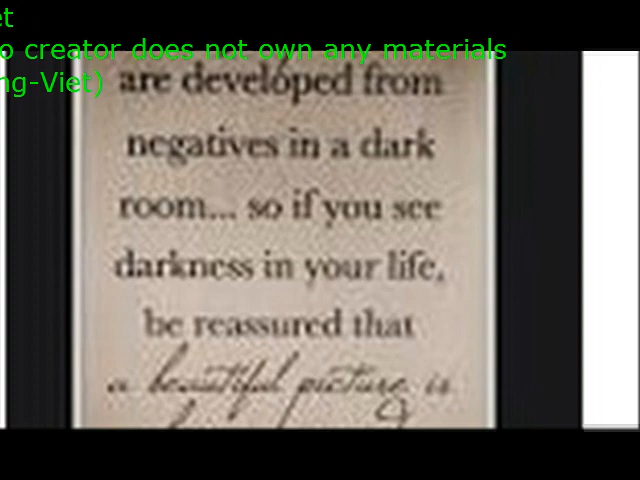 et
o creator does not own any materials
ng-Viet)
are developed from
negatives in a dark
room... so if you see
darkness in your life,
be reassured that
a beautiful picture is